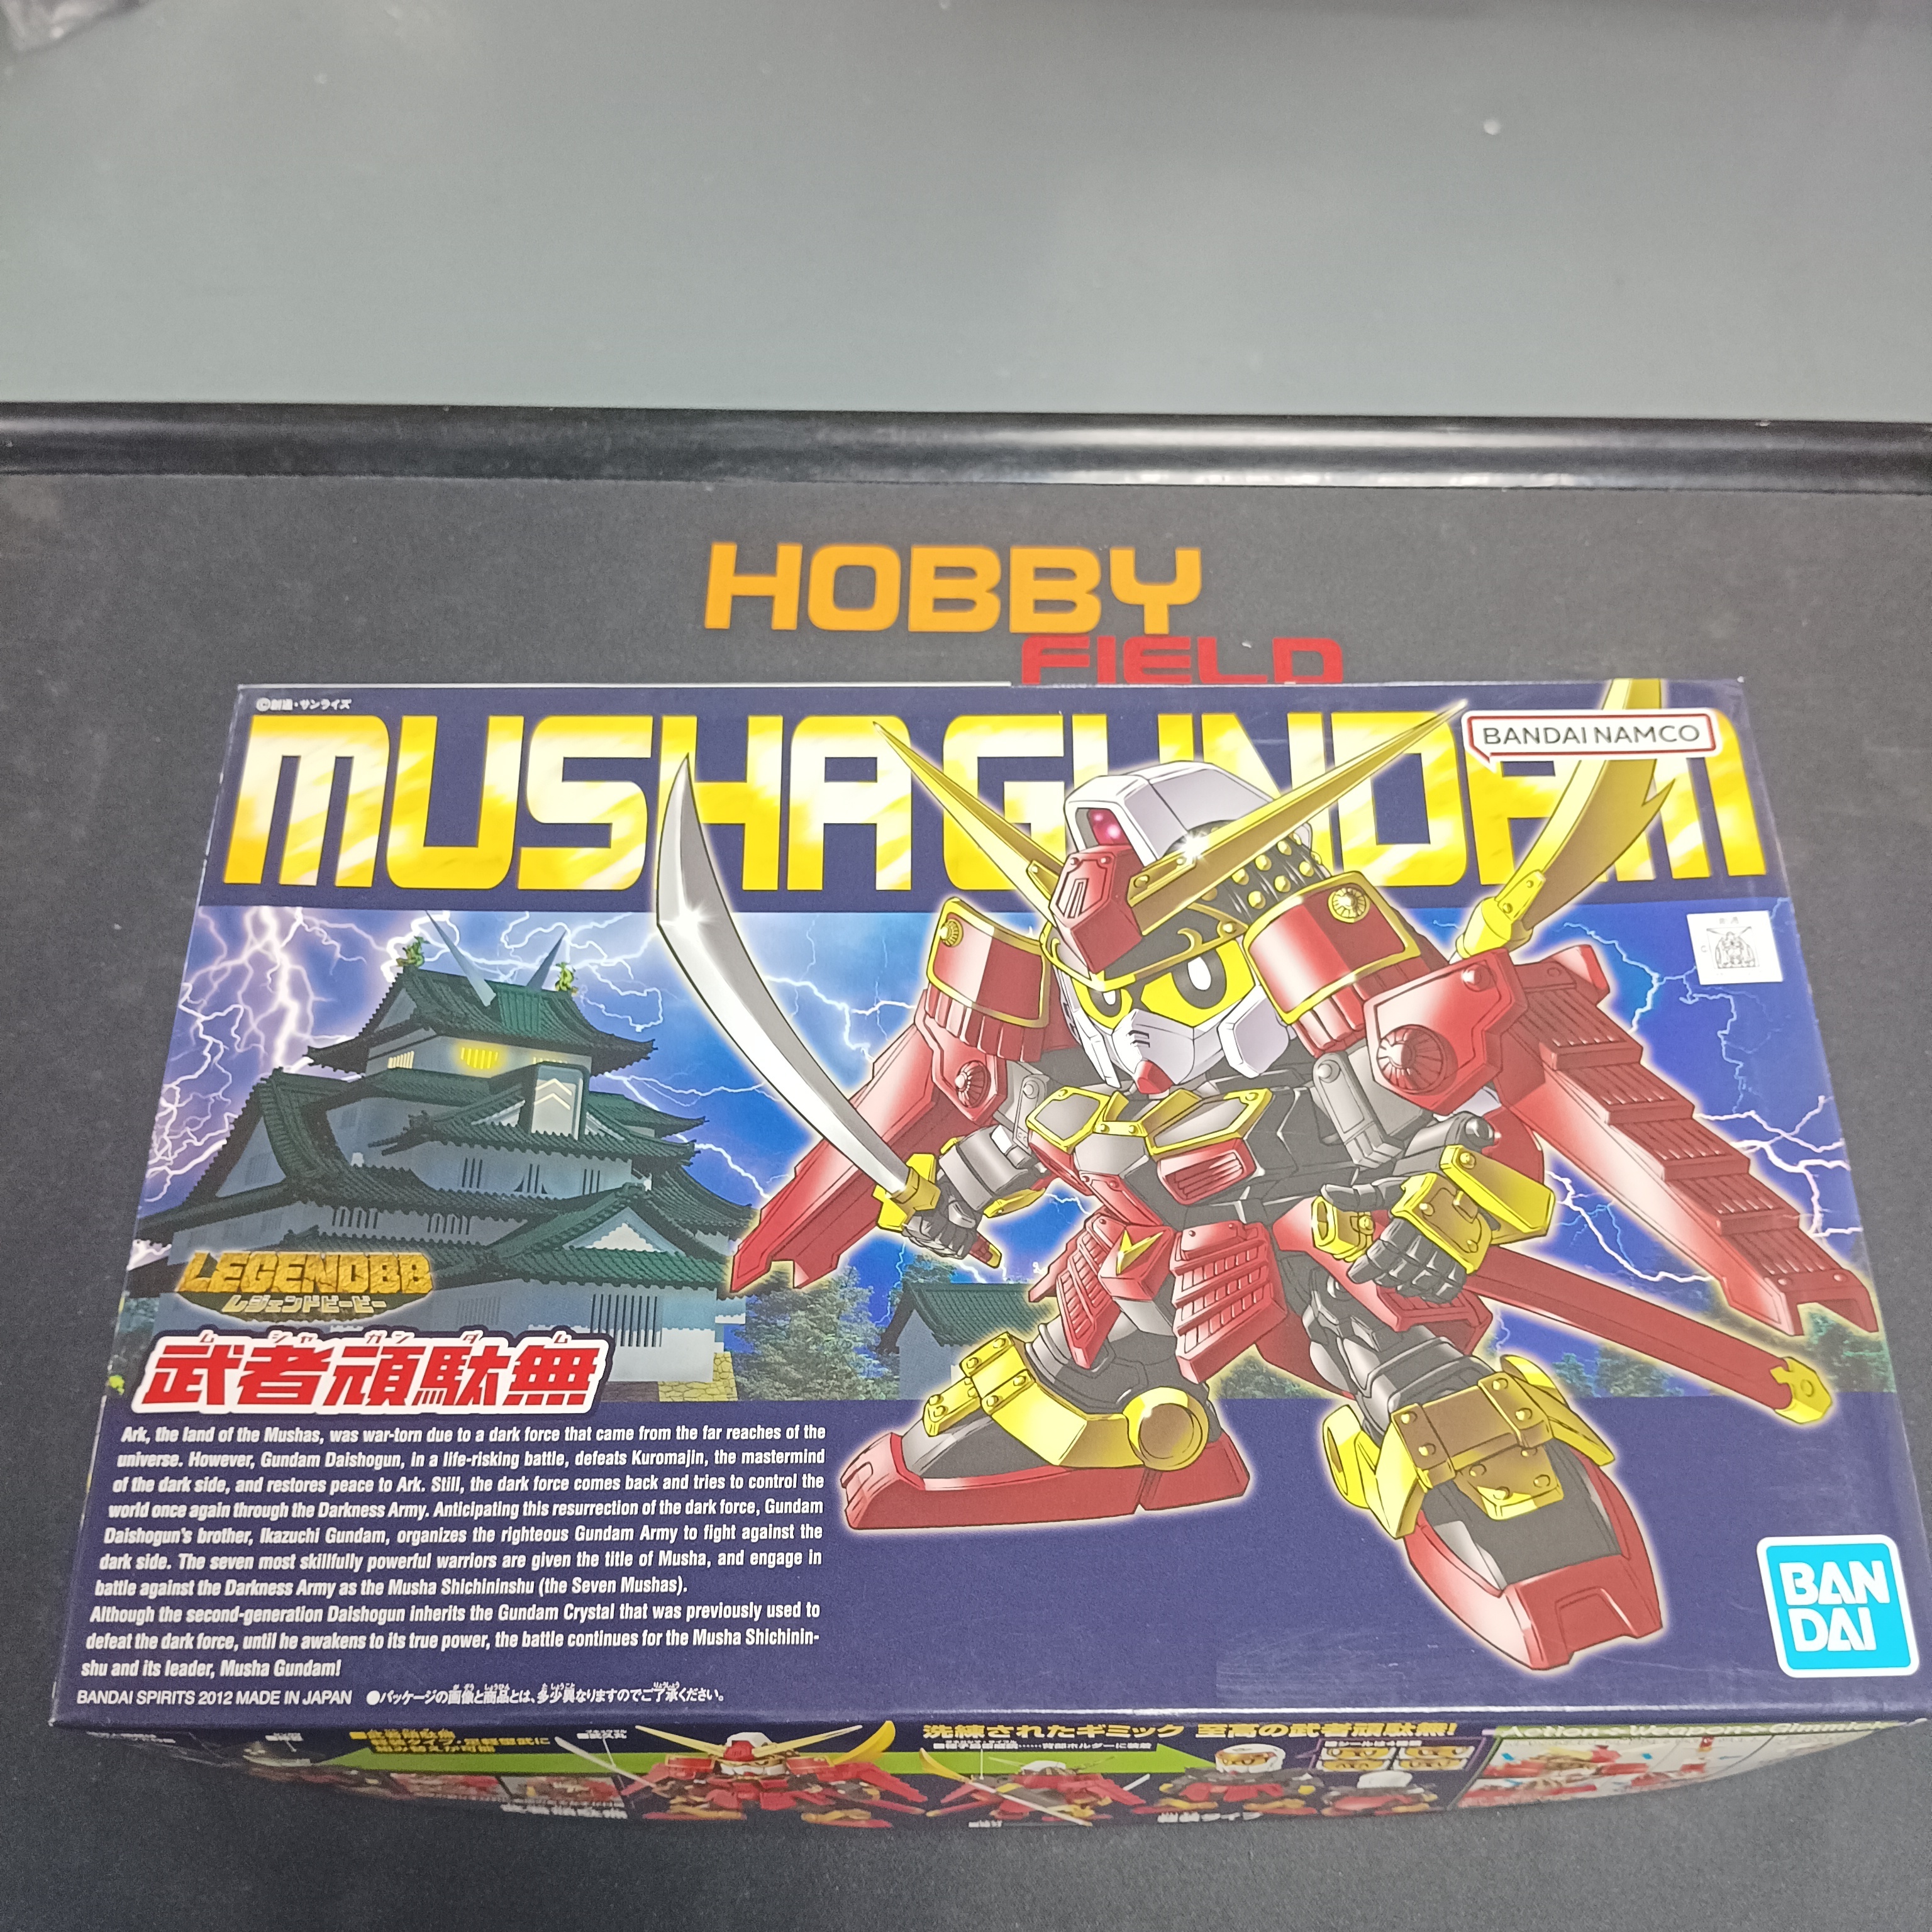 HOBBY
FIELD
©創通・サンライズ
MUSHA GUNDAM
BANDAI NAMCO
創通
LEGENDBB
レジェンドビービー
ムシャガンダム
武者頑駄無
Ark, the land of the Mushas, was war-torn due to a dark force that came from the far reaches of the
universe. However, Gundam Daishogun, in a life-risking battle, defeats Kuromajin, the mastermind
of the dark side, and restores peace to Ark. Still, the dark force comes back and tries to control the
world once again through the Darkness Army. Anticipating this resurrection of the dark force, Gundam
Daishogun's brother, Ikazuchi Gundam, organizes the righteous Gundam Army to fight against the
dark side. The seven most skillfully powerful warriors are given the title of Musha, and engage in
battle against the Darkness Army as the Musha Shichininshu (the Seven Mushas).
Although the second-generation Daishogun inherits the Gundam Crystal that was previously used to
defeat the dark force, until he awakens to its true power, the battle continues for the Musha Shichinin-
shu and its leader, Musha Gundam!
BANDAI SPIRITS 2012 MADE IN JAPAN ●パッケージの画像と商品とは、多少異なりますのでご了承ください。
BAN
DAI
洗練されたギミック 至高の武者頑駄無!
Action & Weapon & Gimmick